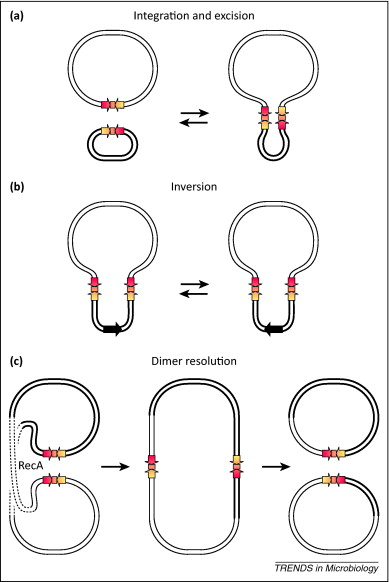 (a) Integration and excision
(b) Inversion
(c) Dimer resolution
RecA
TRENDS in Microbiology